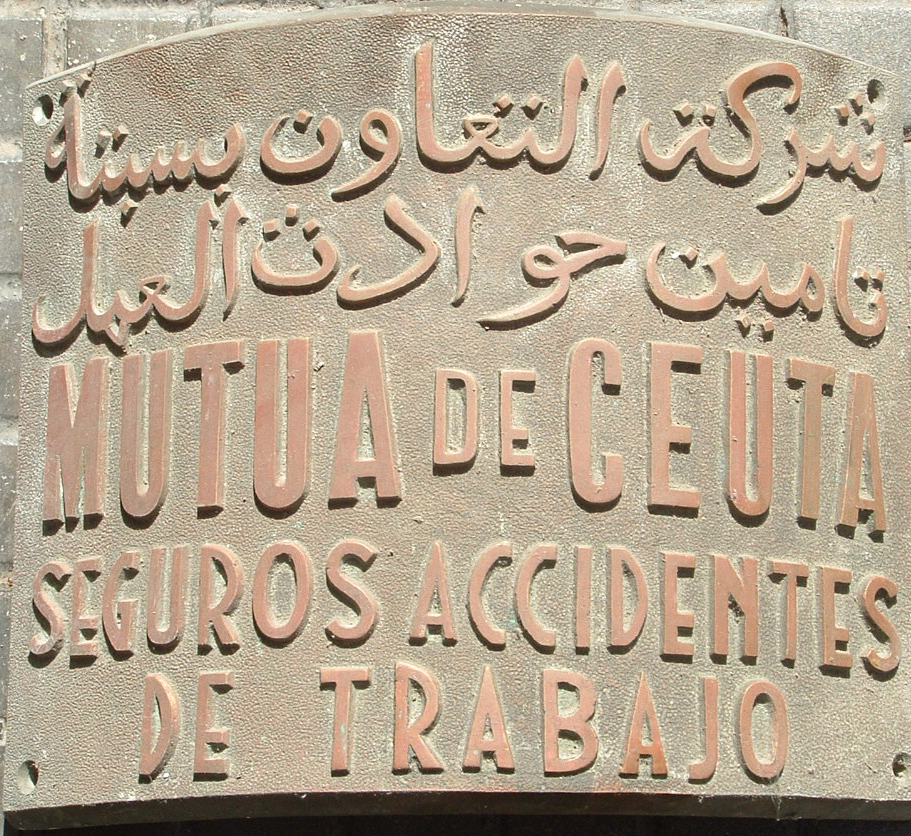 شركة التعاون بسبتة
تامين حوادث العمل
MUTUA DE CEUTA
SEGUROS ACCIDENTES
DE TRABAJO